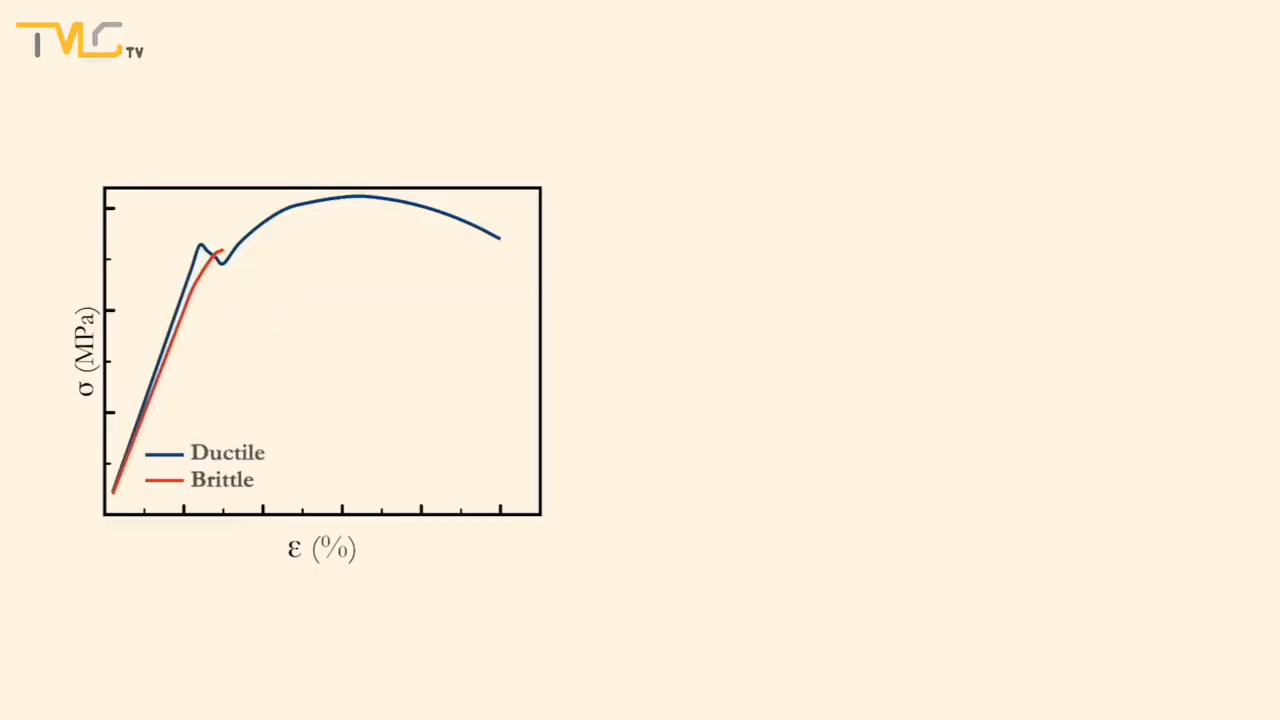 TMC TV
σ (MPa)
Ductile
Brittle
ε (%)